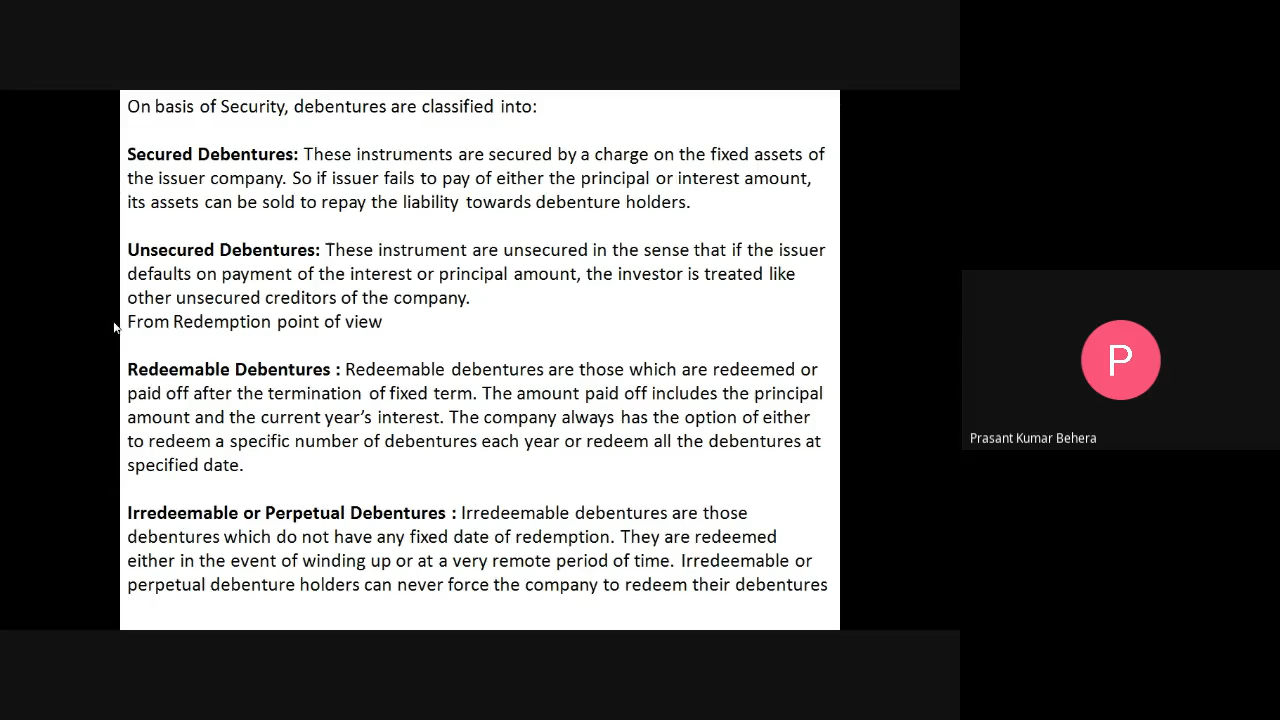 On basis of Security, debentures are classified into:
Secured Debentures: These instruments are secured by a charge on the fixed assets of
the issuer company. So if issuer fails to pay of either the principal or interest amount,
its assets can be sold to repay the liability towards debenture holders.
Unsecured Debentures: These instrument are unsecured in the sense that if the issuer
defaults on payment of the interest or principal amount, the investor is treated like
other unsecured creditors of the company.
From Redemption point of view
Redeemable Debentures : Redeemable debentures are those which are redeemed or
paid off after the termination of fixed term. The amount paid off includes the principal
amount and the current year’s interest. The company always has the option of either
to redeem a specific number of debentures each year or redeem all the debentures at
specified date.
Irredeemable or Perpetual Debentures : Irredeemable debentures are those
debentures which do not have any fixed date of redemption. They are redeemed
either in the event of winding up or at a very remote period of time. Irredeemable or
perpetual debenture holders can never force the company to redeem their debentures
P
Prasant Kumar Behera